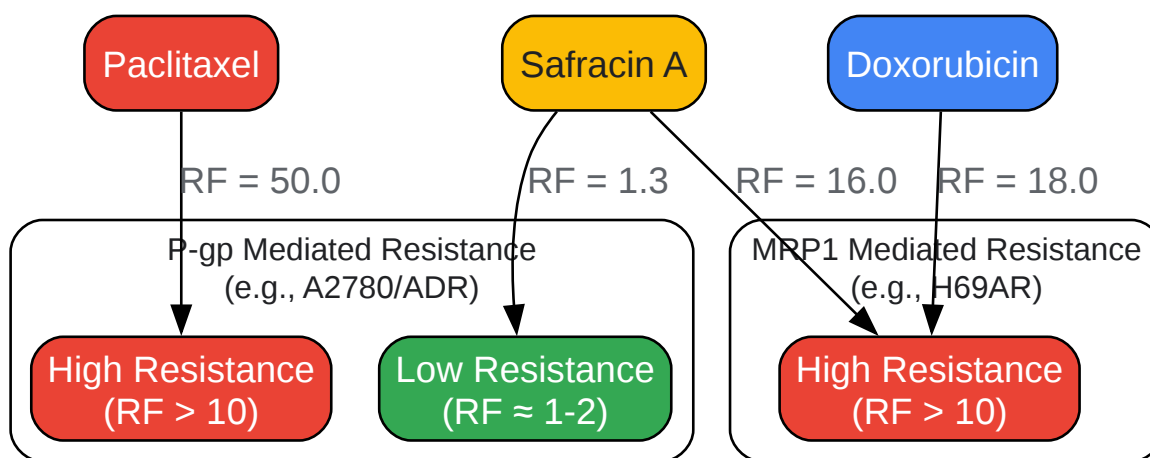 Paclitaxel
Safracin A
Doxorubicin
RF = 50.0
RF = 1.3
RF = 16.0
RF = 18.0
P-gp Mediated Resistance
(e.g., A2780/ADR)
MRP1 Mediated Resistance
(e.g., H69AR)
High Resistance
(RF > 10)
Low Resistance
(RF ≈ 1-2)
High Resistance
(RF > 10)